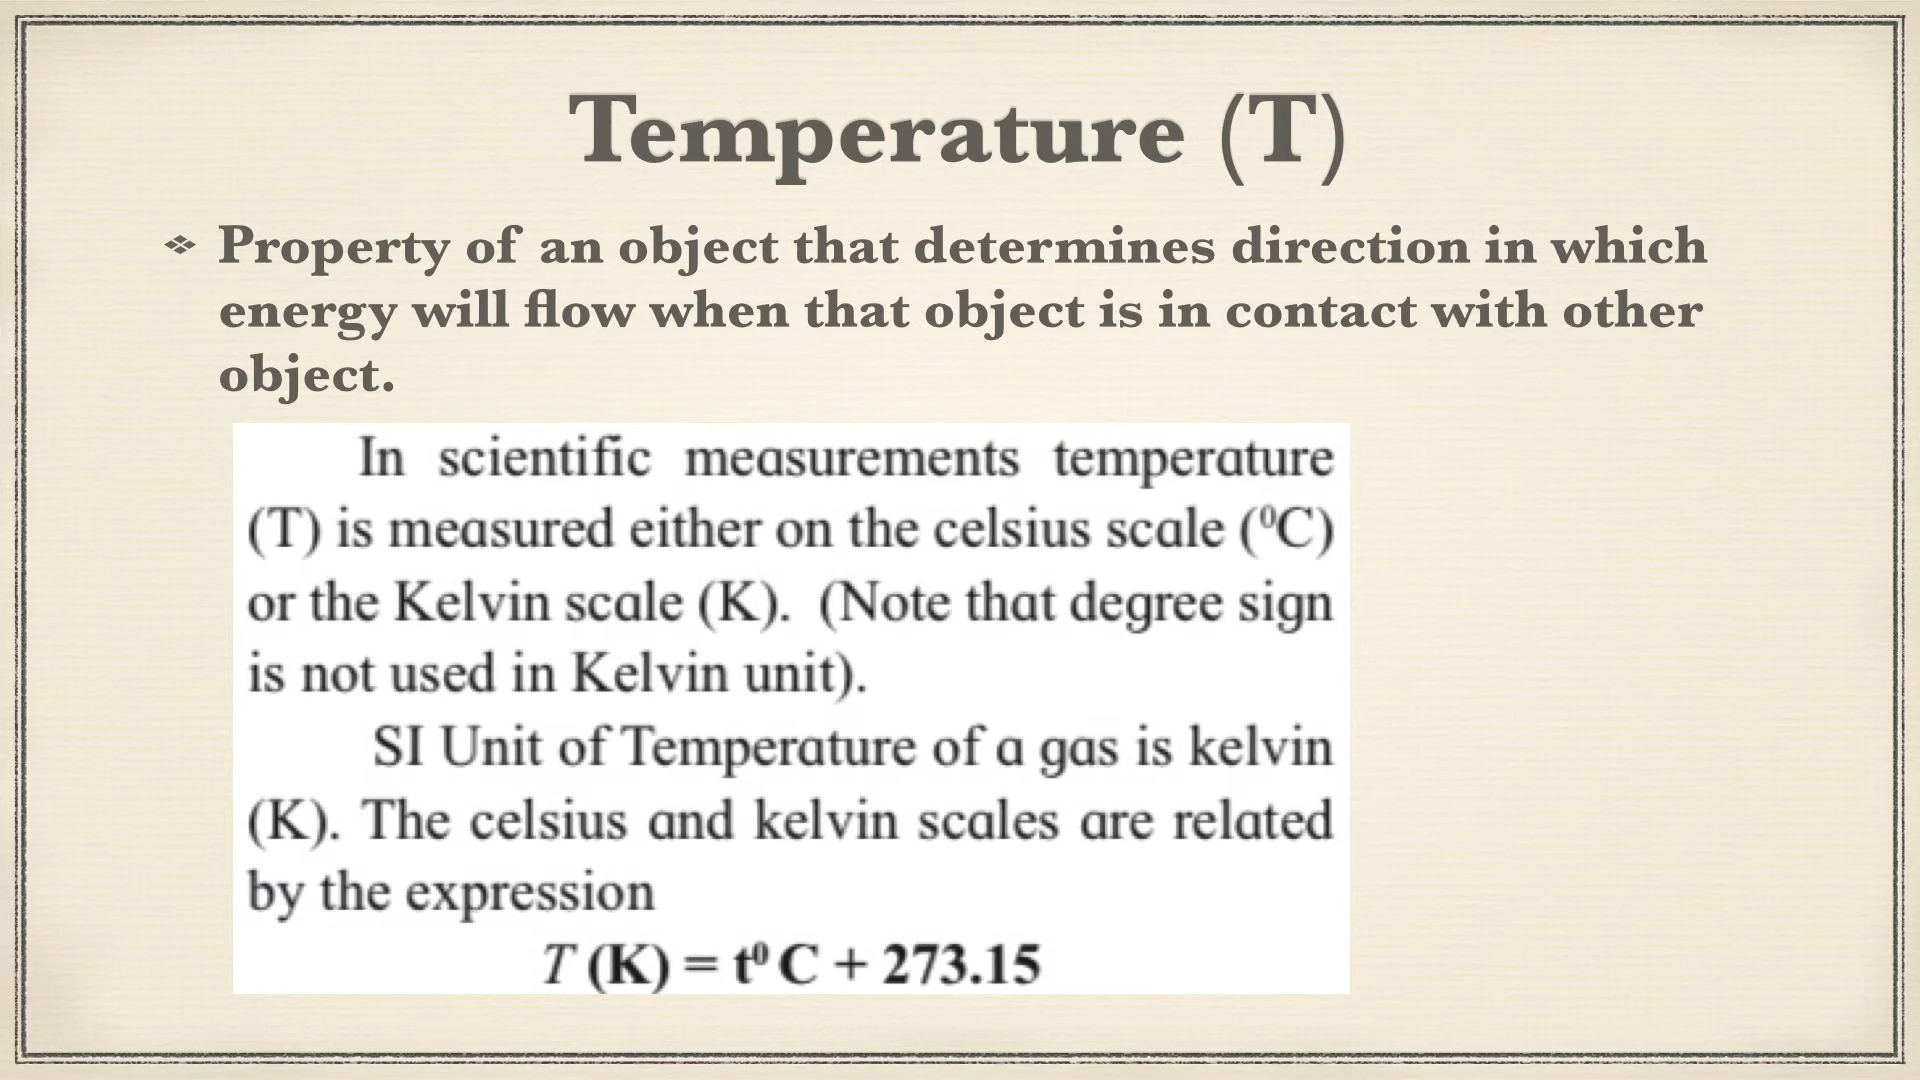 Temperature (T)
❖ Property of an object that determines direction in which
energy will flow when that object is in contact with other
object.
In scientific measurements temperature
(T) is measured either on the celsius scale (⁰C)
or the Kelvin scale (K). (Note that degree sign
is not used in Kelvin unit).
SI Unit of Temperature of a gas is kelvin
(K). The celsius and kelvin scales are related
by the expression
T (K) = t⁰ C + 273.15